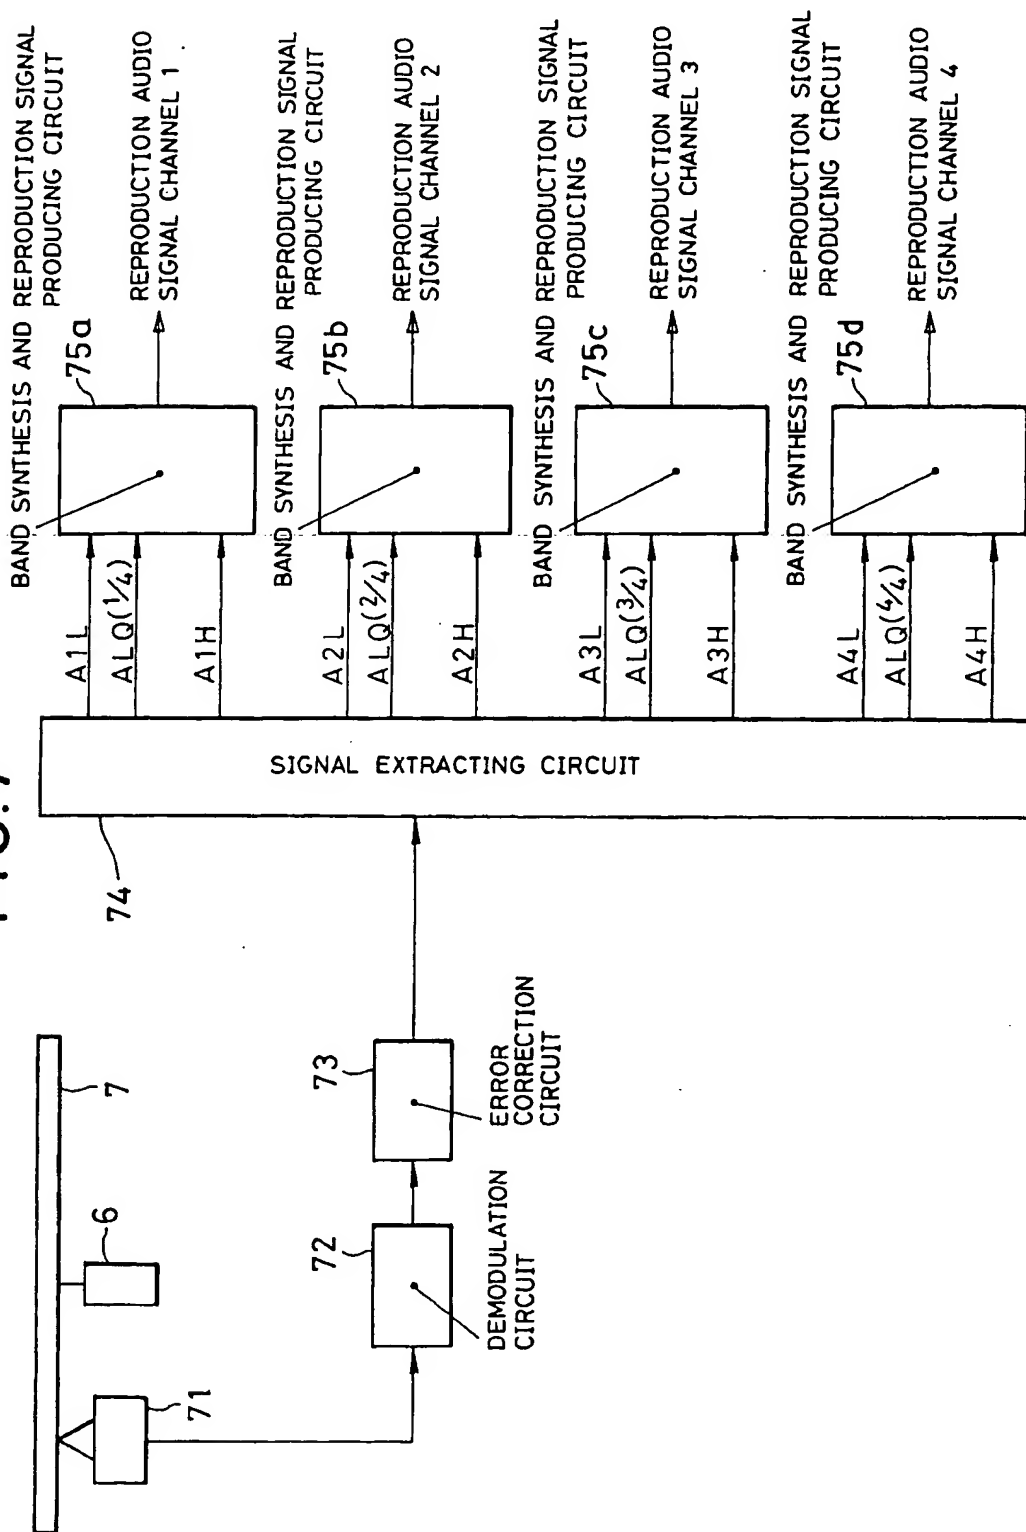 BAND SYNTHESIS AND REPRODUCTION SIGNAL
PRODUCING CIRCUIT
75a
REPRODUCTION AUDIO
SIGNAL CHANNEL 1
A1L
ALQ(1/4)
A1H
BAND SYNTHESIS AND REPRODUCTION SIGNAL
PRODUCING CIRCUIT
75b
REPRODUCTION AUDIO
SIGNAL CHANNEL 2
A2L
ALQ(2/4)
A2H
BAND SYNTHESIS AND REPRODUCTION SIGNAL
PRODUCING CIRCUIT
75c
REPRODUCTION AUDIO
SIGNAL CHANNEL 3
A3L
ALQ(3/4)
A3H
BAND SYNTHESIS AND REPRODUCTION SIGNAL
PRODUCING CIRCUIT
75d
REPRODUCTION AUDIO
SIGNAL CHANNEL 4
A4L
ALQ(4/4)
A4H
SIGNAL EXTRACTING CIRCUIT
74
7
6
71
72
DEMODULATION
CIRCUIT
73
ERROR
CORRECTION
CIRCUIT